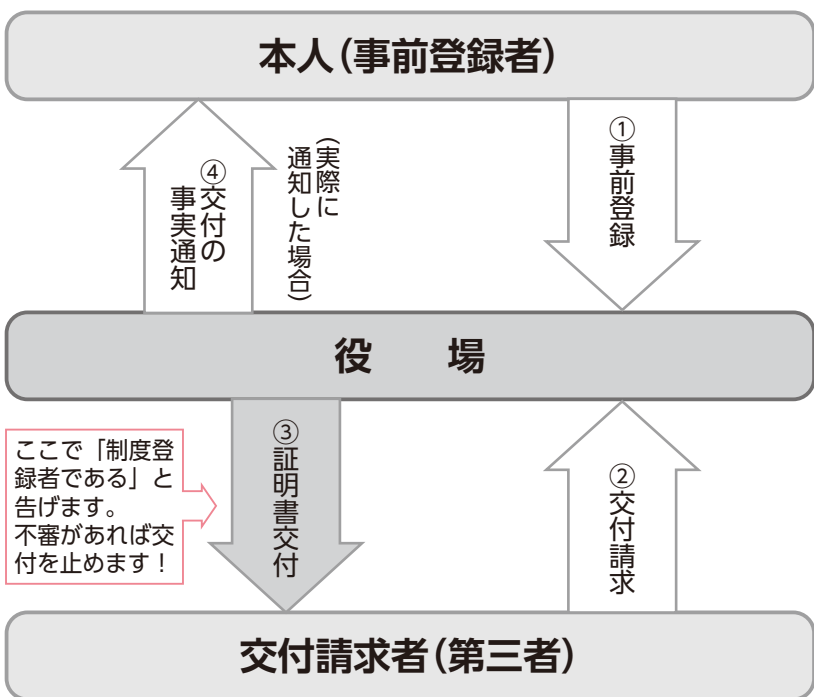 本人（事前登録者）
①事前登録
④交付の
事実通知
（実際に
通知した場合）
役　場
②交付請求
③証明書交付
ここで「制度登
録者である」と
告げます。
不審があれば交
付を止めます！
交付請求者（第三者）